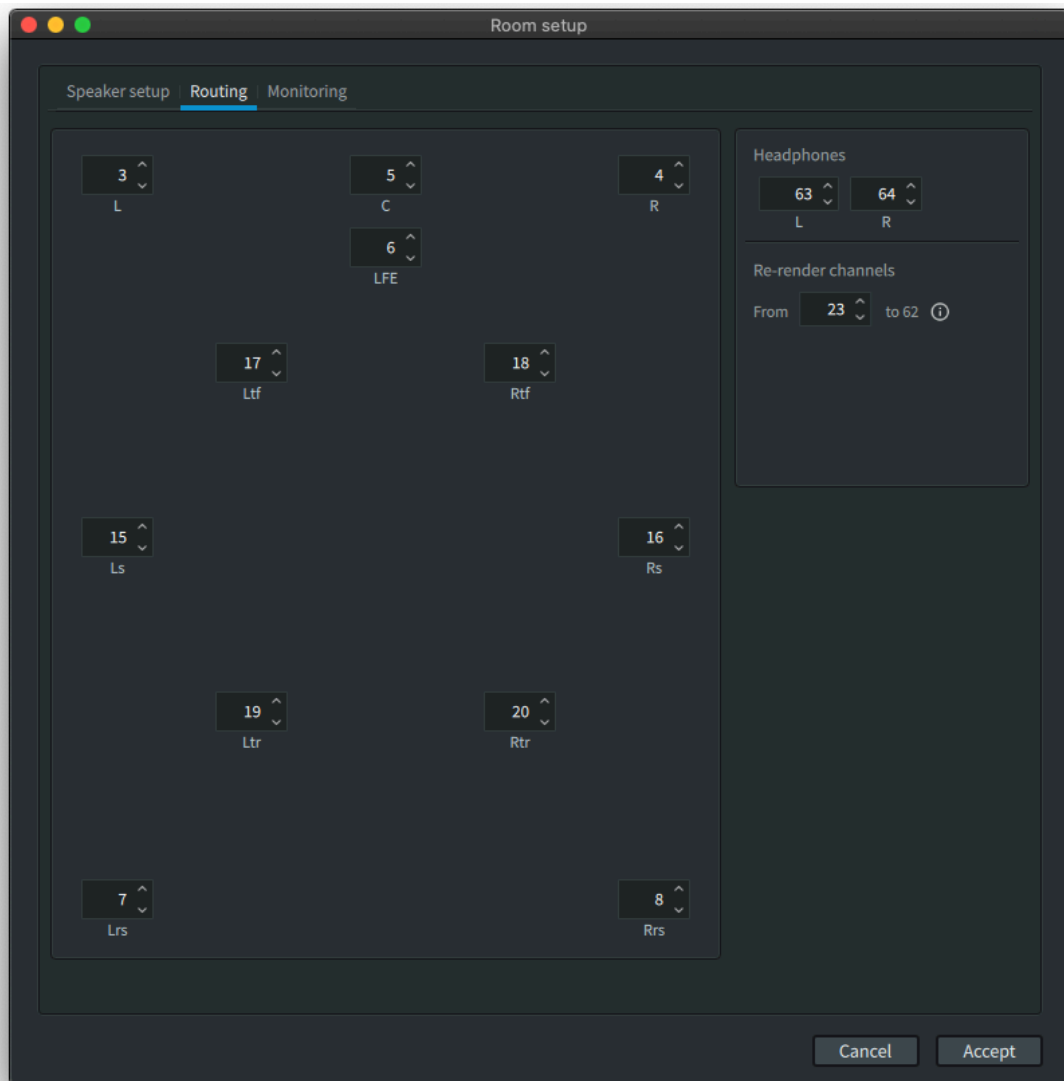 Room setup
Speaker setup Routing Monitoring
3 5 4
L C R
6
LFE
17 18
Ltf Rtf
15 16
Ls Rs
19 20
Ltr Rtr
7 8
Lrs Rrs
Headphones
63 64
L R
Re-render channels
From 23 to 62
Cancel Accept